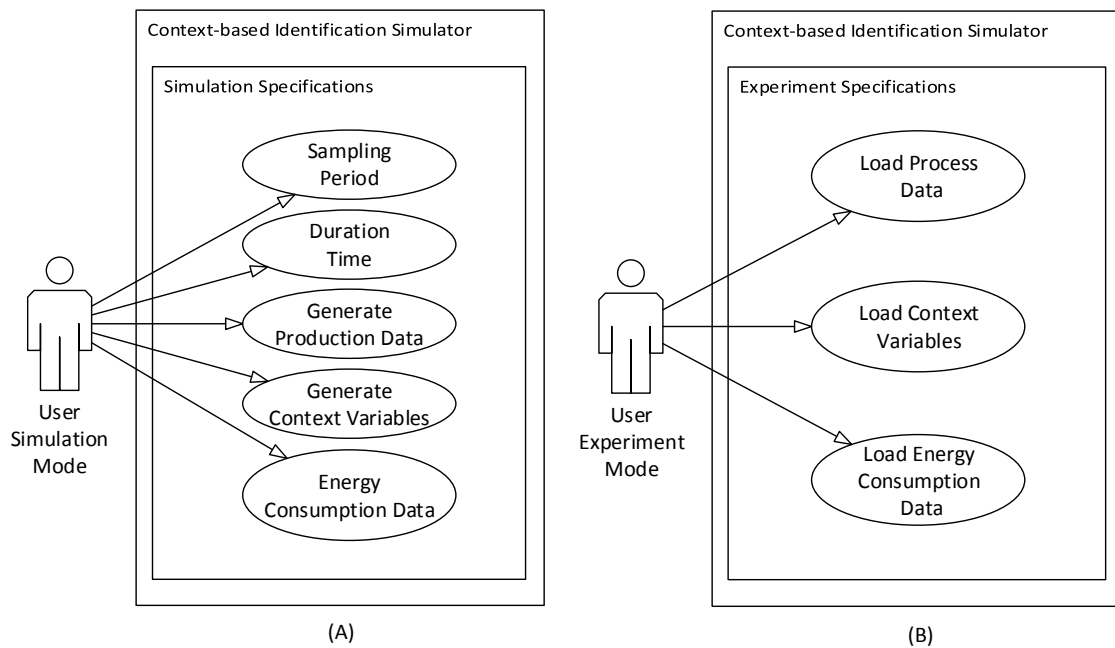 Context-based Identification Simulator
Simulation Specifications
Sampling
Period
Duration
Time
Generate
Production Data
Generate
Context Variables
Energy
Consumption Data
User
Simulation
Mode
(A)
Context-based Identification Simulator
Experiment Specifications
Load Process
Data
Load Context
Variables
Load Energy
Consumption
Data
User
Experiment
Mode
(B)